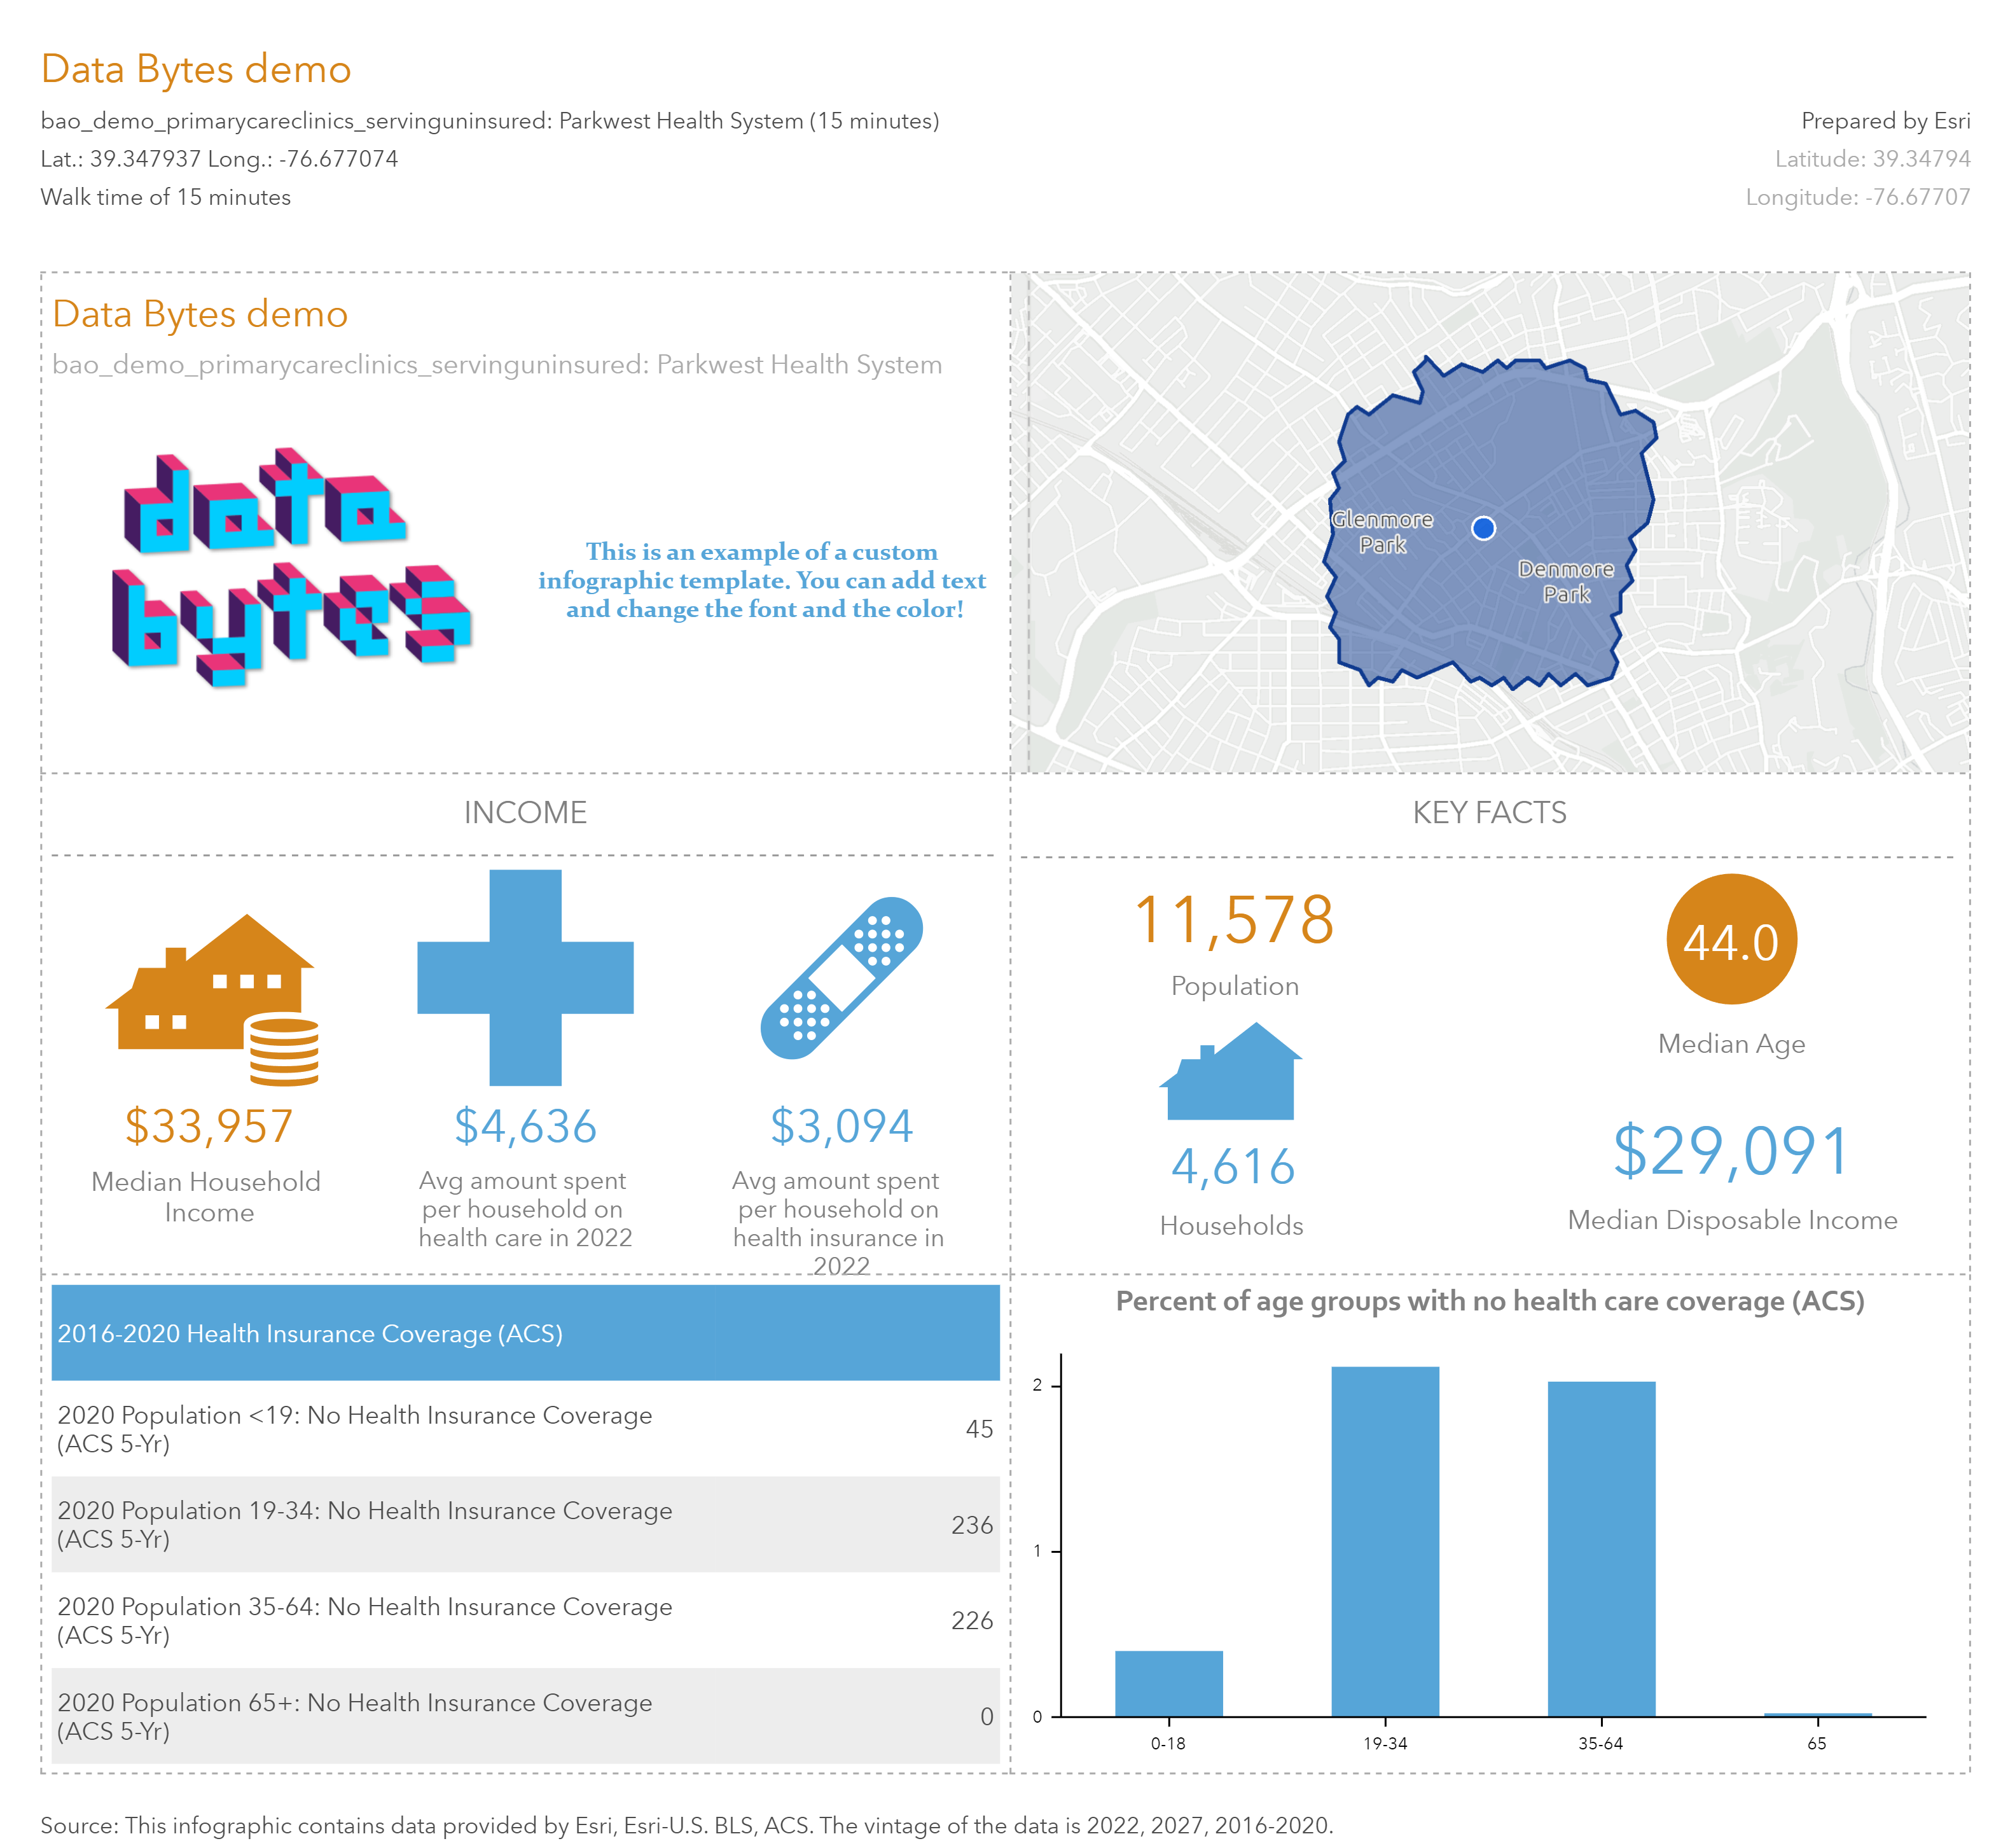 Data Bytes demo
bao_demo_primarycareclinics_servinguninsured: Parkwest Health System (15 minutes)
Prepared by Esri
Lat.: 39.347937 Long.: -76.677074
Latitude: 39.34794
Walk time of 15 minutes
Longitude: -76.67707
Data Bytes demo
bao_demo_primarycareclinics_servinguninsured: Parkwest Health System
data
bytes
This is an example of a custom
infographic template. You can add text
and change the font and the color!
Glenmore
Park
Denmore
Park
INCOME
$33,957
Median Household
Income
$4,636
Avg amount spent
per household on
health care in 2022
$3,094
Avg amount spent
per household on
health insurance in
2022
KEY FACTS
11,578
Population
44.0
Median Age
4,616
Households
$29,091
Median Disposable Income
2016-2020 Health Insurance Coverage (ACS)
2020 Population <19: No Health Insurance Coverage
(ACS 5-Yr)
45
2020 Population 19-34: No Health Insurance Coverage
(ACS 5-Yr)
236
2020 Population 35-64: No Health Insurance Coverage
(ACS 5-Yr)
226
2020 Population 65+: No Health Insurance Coverage
(ACS 5-Yr)
0
Percent of age groups with no health care coverage (ACS)
2
1
0
0-18
19-34
35-64
65
Source: This infographic contains data provided by Esri, Esri-U.S. BLS, ACS. The vintage of the data is 2022, 2027, 2016-2020.